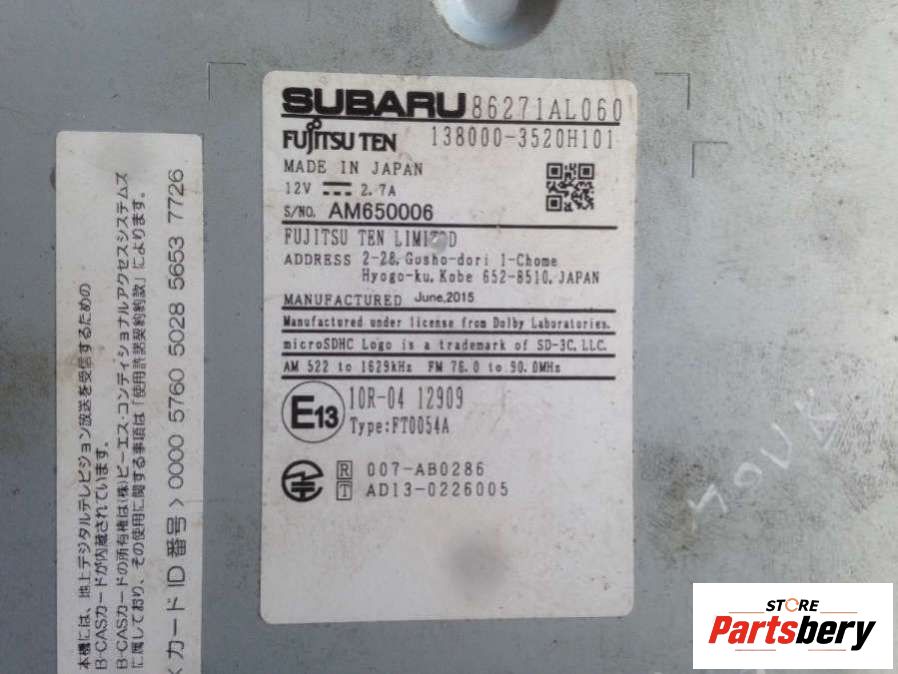 SUBARU 86271AL060
FUJITSU TEN 138000-3520H101
MADE IN JAPAN
12V 2.7A
S/NO. AM650006
FUJITSU TEN LIMITED
ADDRESS 2-28, Gosho-dori 1-Chome
Hyogo-ku, Kobe 652-8510, JAPAN
MANUFACTURED June,2015
Manufactured under license from Dolby Laboratories.
microSDHC Logo is a trademark of SD-3C, LLC.
AM 522 to 1629kHz FM 76.0 to 90.0MHz
E13 10R-04 12909
Type:FT0054A
R 007-AB0286
T AD13-0226005
本機には、地上デジタルテレビジョン放送を受信するための
B-CASカードが内蔵されています。
B-CASカードの所有権は(株)ビーエス・コンディショナルアクセスシステムズ
に属しており、その使用に関する事項は「使用許諾契約約款」によります。
カード ID 番号> 0000 5760 5028 5653 7726
STORE
Partsbery